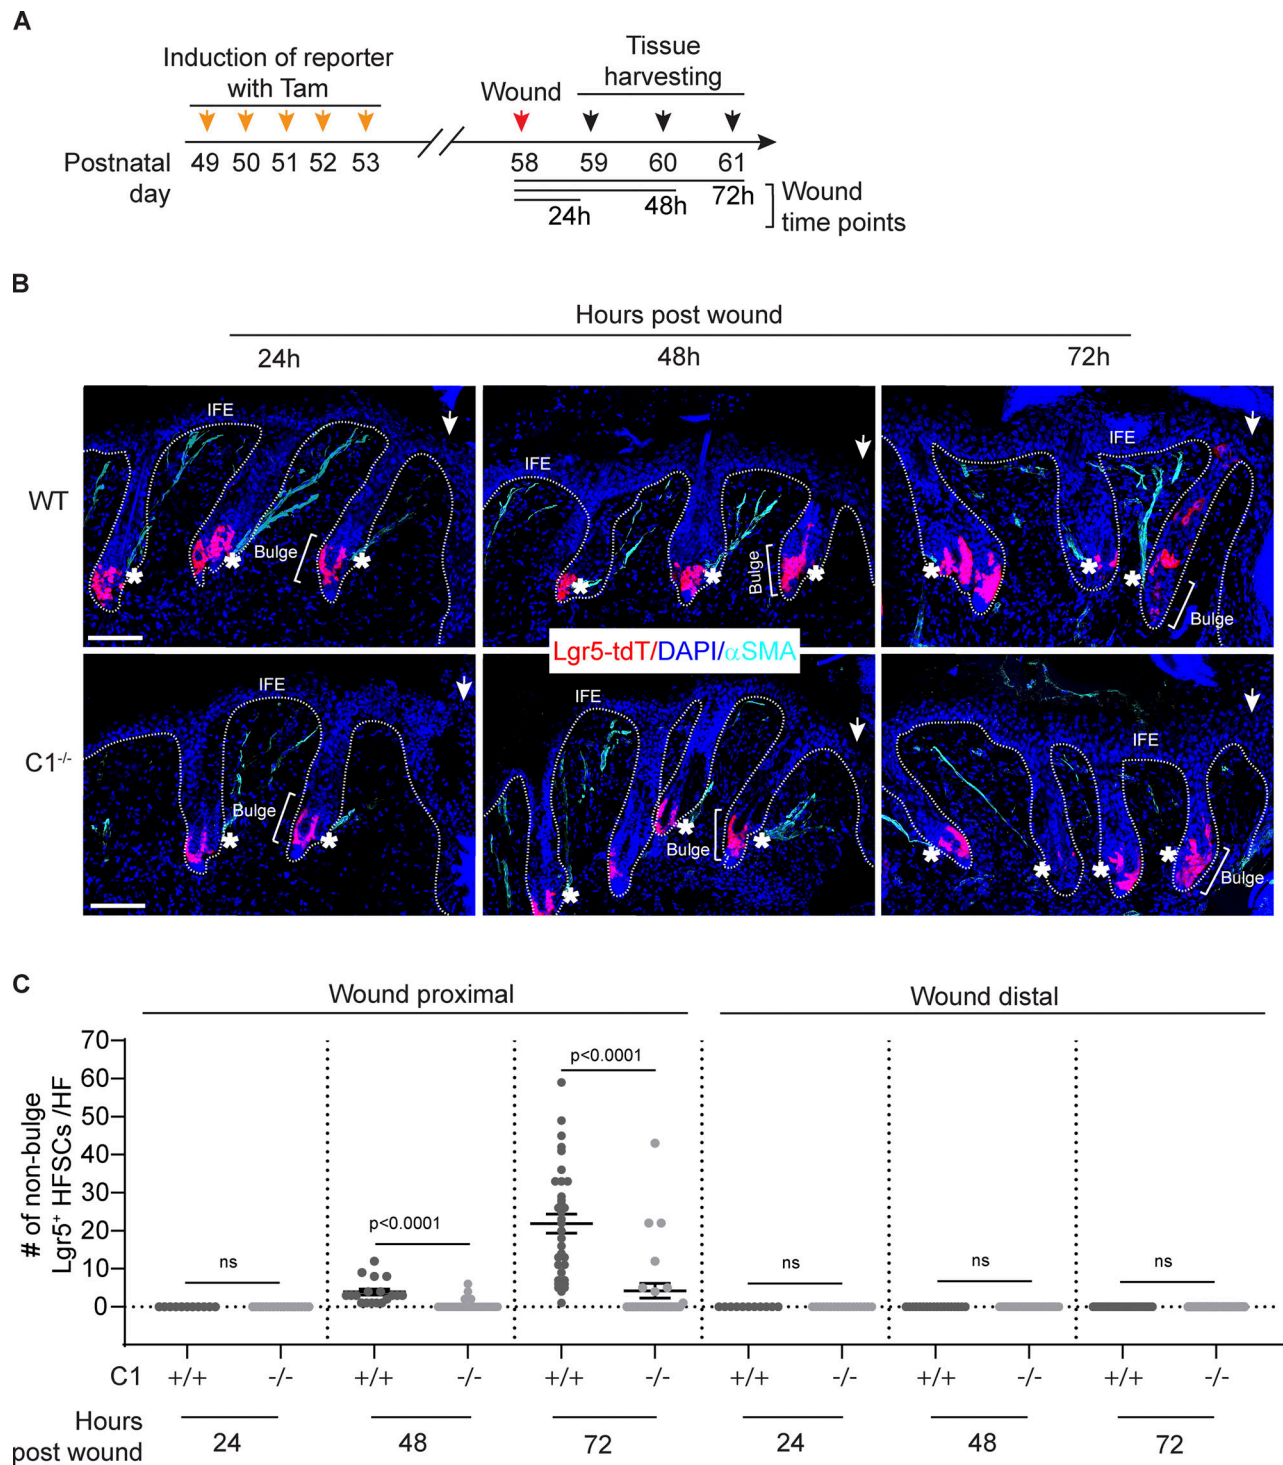 A
Induction of reporter
with Tam
Wound
Tissue
harvesting
Postnatal
day
49 50 51 52 53 58 59 60 61
24h 48h 72h
Wound
time points
B
Hours post wound
24h 48h 72h
WT
IFE
Bulge
IFE
Bulge
IFE
Bulge
Lgr5-tdT/DAPI/αSMA
C1-/-
IFE
Bulge
IFE
Bulge
IFE
Bulge
C
Wound proximal
Wound distal
# of non-bulge
Lgr5+ HFSCs /HF
70
60
50
40
30
20
10
0
ns
p<0.0001
p<0.0001
ns
ns
ns
C1 +/+ -/- +/+ -/- +/+ -/- +/+ -/- +/+ -/- +/+ -/-
Hours
post wound
24 48 72 24 48 72